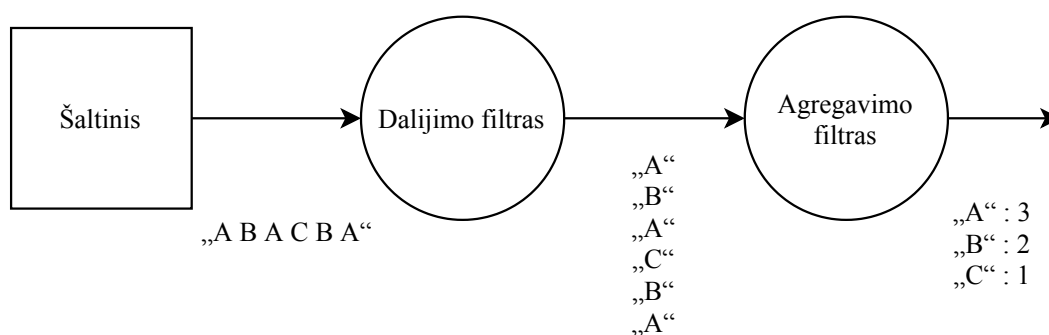 Šaltinis
Dalijimo filtras
Agregavimo
filtras
„A B A C B A“
„A“
„B“
„A“
„C“
„B“
„A“
„A“ : 3
„B“ : 2
„C“ : 1